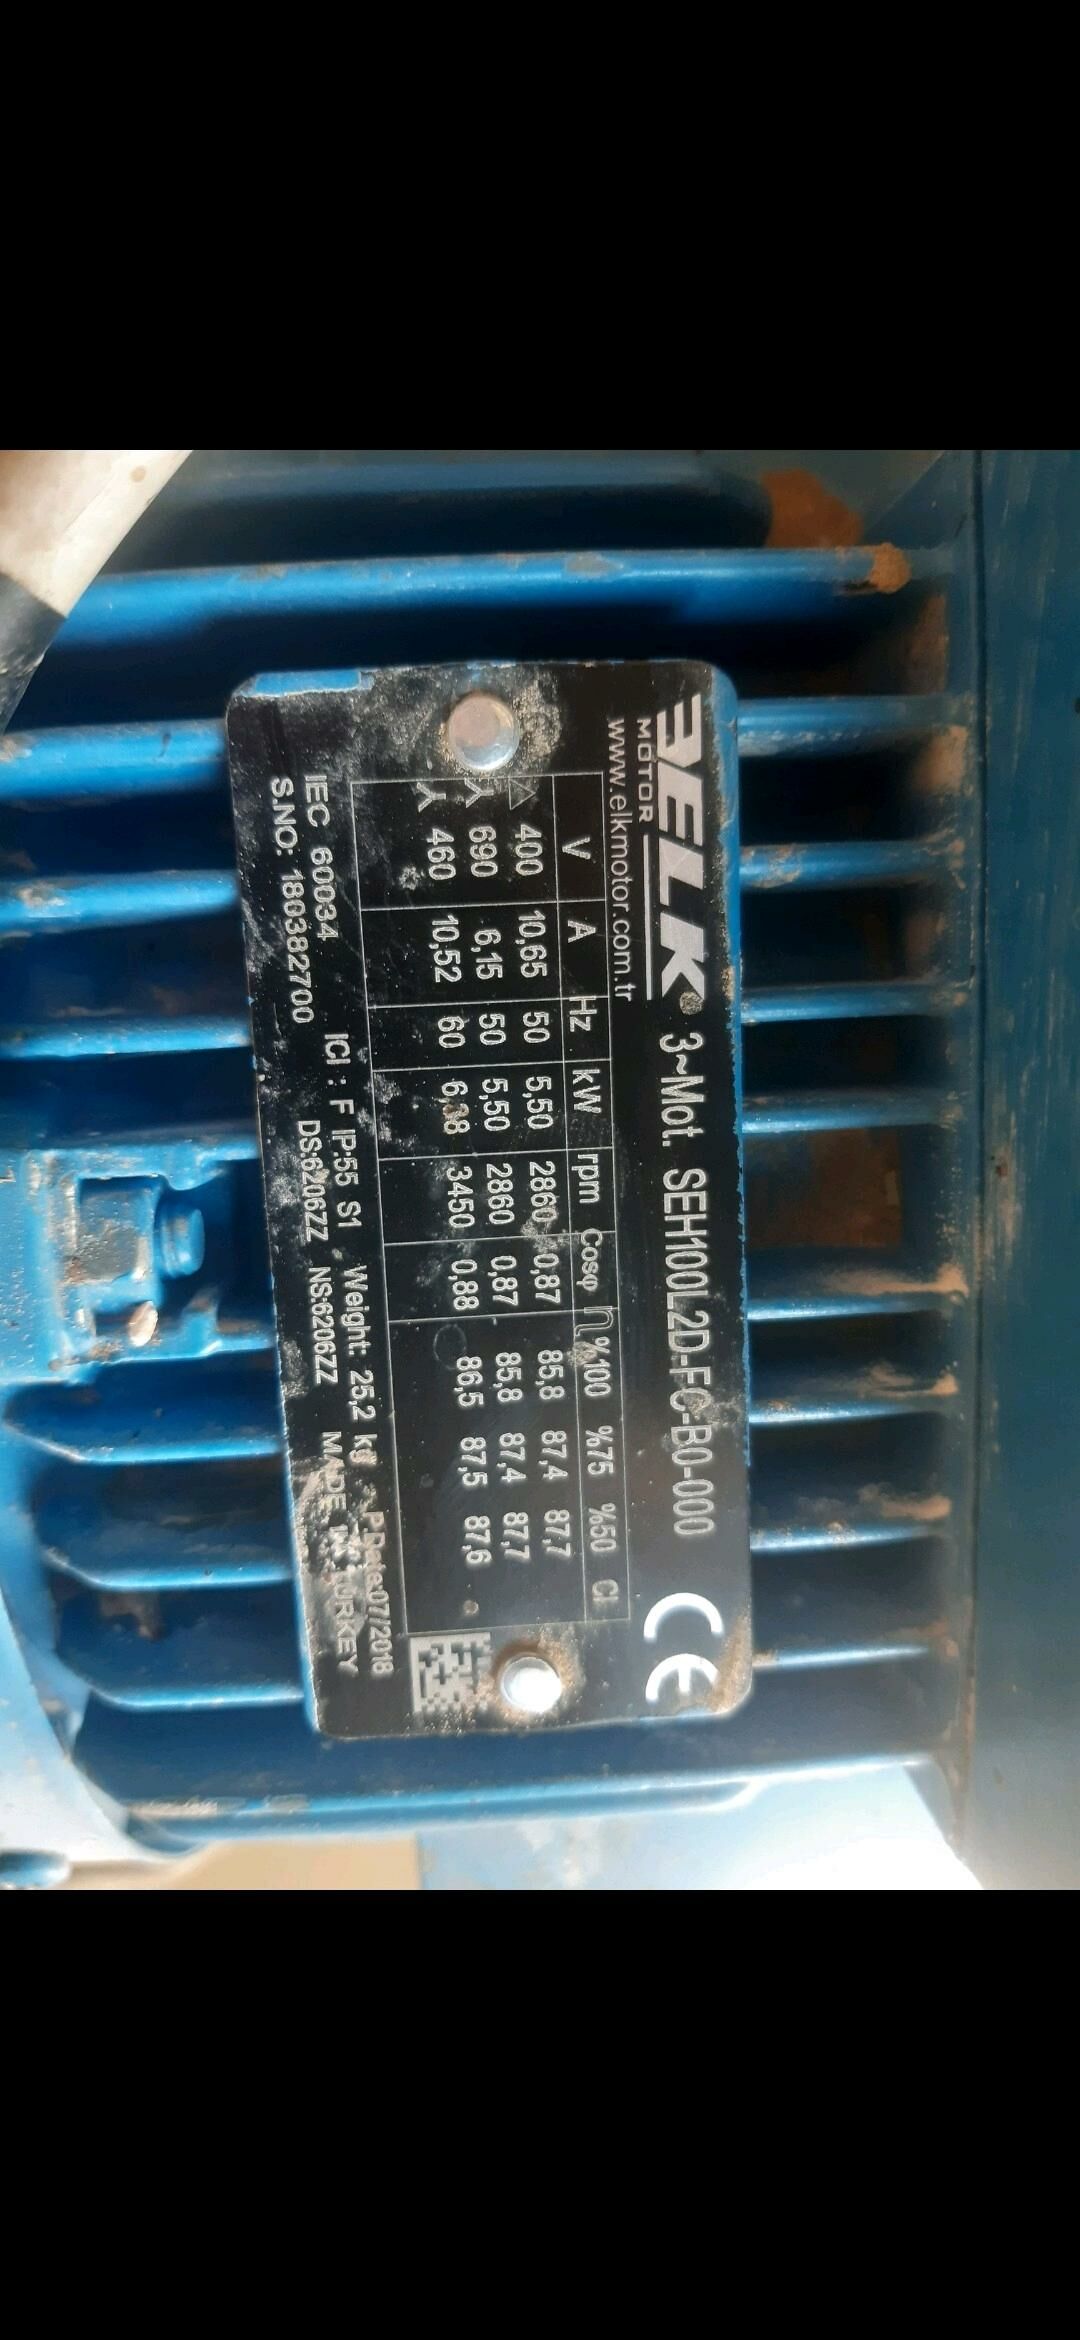 ELK 3~Mot. SEH100L2D-FC-B0-000 CE
MOTOR
www.elkmotor.com.tr
V A Hz kW rpm Cosφ η %100 %75 %50 Cl
△ 400 10,65 50 5,50 2860 0,87 85,8 87,4 87,7
⅄ 690 6,15 50 5,50 2860 0,87 85,8 87,4 87,7
⅄ 460 10,52 60 6,38 3450 0,88 86,5 87,5 87,6
IEC 60034 ICl : F IP:55 S1 Weight: 25,2 kg P.Date:07/2018
S.NO: 180382700 DS:6206ZZ NS:6206ZZ MADE IN TURKEY